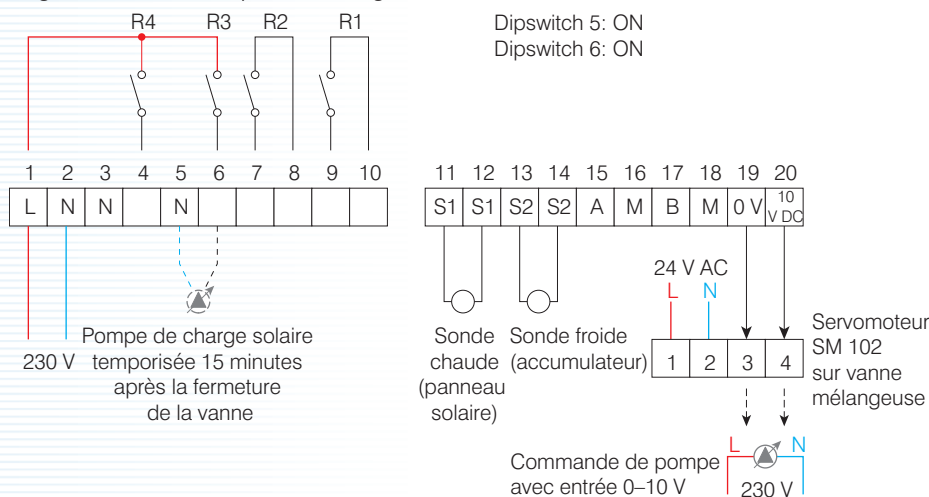 R4 R3 R2 R1
Dipswitch 5: ON
Dipswitch 6: ON
1 2 3 4 5 6 7 8 9 10
L N N N
11 12 13 14 15 16 17 18 19 20
S1 S1 S2 S2 A M B M 0 V 10 V DC
24 V AC
L N
1 2 3 4
230 V
Pompe de charge solaire
temporisée 15 minutes
après la fermeture
de la vanne
Sonde
chaude
(panneau
solaire)
Sonde froide
(accumulateur)
Servomoteur
SM 102
sur vanne
mélangeuse
L N
Commande de pompe
avec entrée 0–10 V
230 V